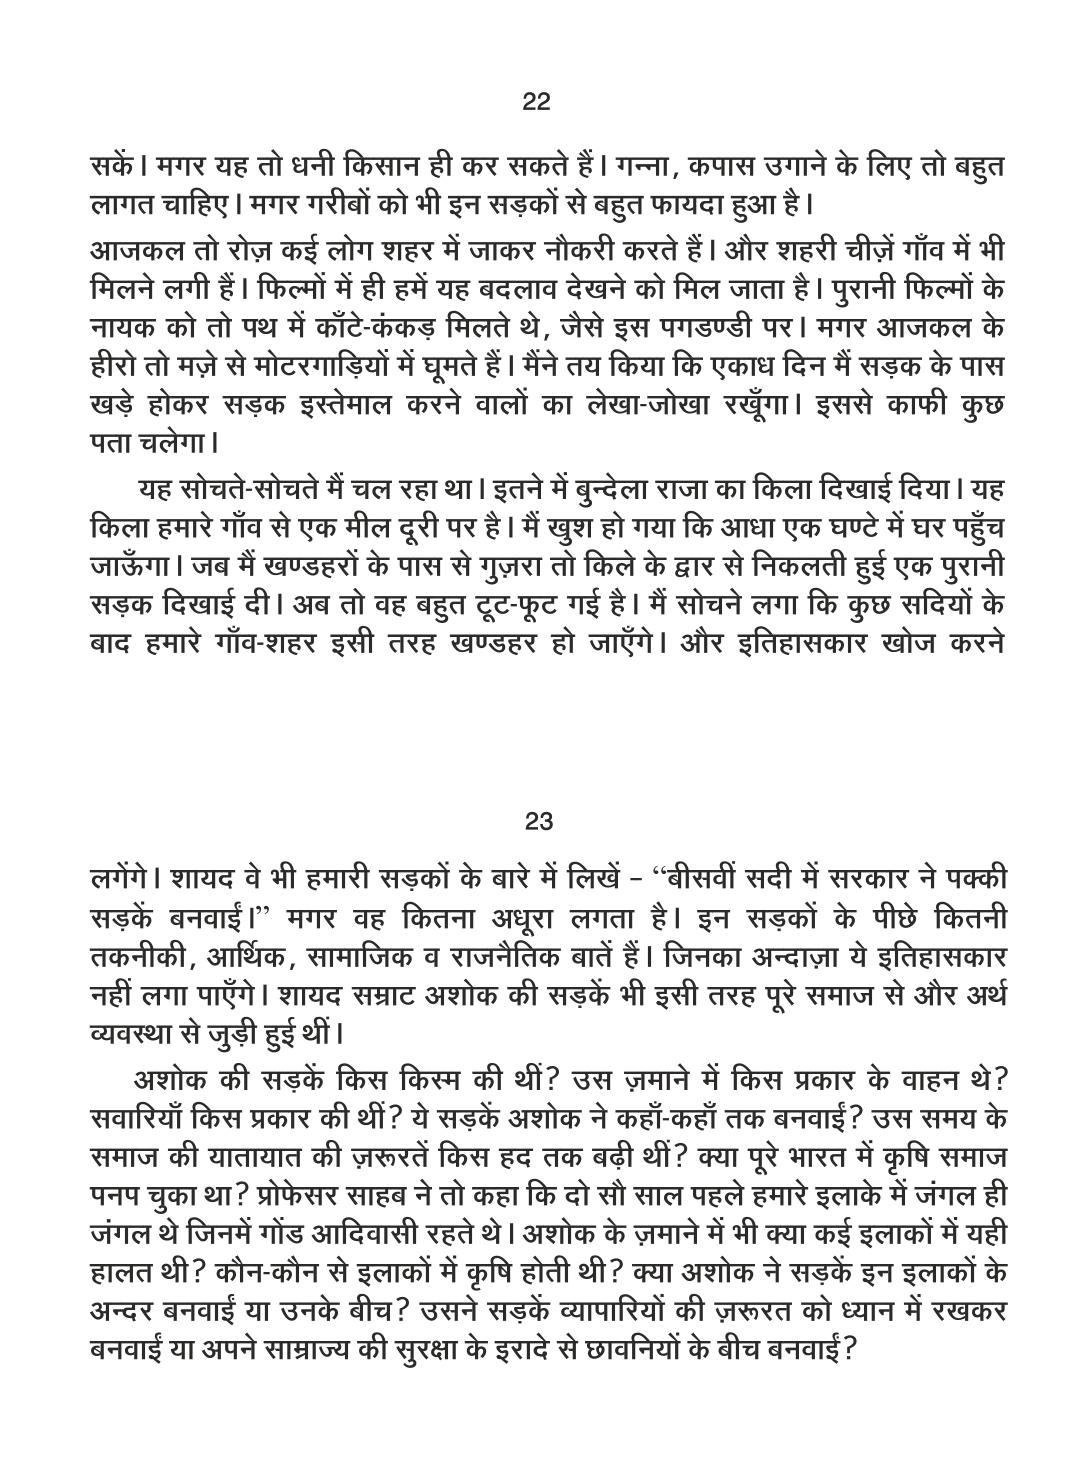 22
सकें। मगर यह तो धनी किसान ही कर सकते हैं। गन्ना, कपास उगाने के लिए तो बहुत
लागत चाहिए। मगर गरीबों को भी इन सड़कों से बहुत फायदा हुआ है।
आजकल तो रोज़ कई लोग शहर में जाकर नौकरी करते हैं। और शहरी चीज़ें गाँव में भी
मिलने लगी हैं। फिल्मों में ही हमें यह बदलाव देखने को मिल जाता है। पुरानी फिल्मों के
नायक को तो पथ में काँटे-कंकड़ मिलते थे, जैसे इस पगडण्डी पर। मगर आजकल के
हीरो तो मज़े से मोटरगाड़ियों में घूमते हैं। मैंने तय किया कि एकाध दिन मैं सड़क के पास
खड़े होकर सड़क इस्तेमाल करने वालों का लेखा-जोखा रखूँगा। इससे काफी कुछ
पता चलेगा।
यह सोचते-सोचते मैं चल रहा था। इतने में बुन्देला राजा का किला दिखाई दिया। यह
किला हमारे गाँव से एक मील दूरी पर है। मैं खुश हो गया कि आधा एक घण्टे में घर पहुँच
जाऊँगा। जब मैं खण्डहरों के पास से गुज़रा तो किले के द्वार से निकलती हुई एक पुरानी
सड़क दिखाई दी। अब तो वह बहुत टूट-फूट गई है। मैं सोचने लगा कि कुछ सदियों के
बाद हमारे गाँव-शहर इसी तरह खण्डहर हो जाएँगे। और इतिहासकार खोज करने
23
लगेंगे। शायद वे भी हमारी सड़कों के बारे में लिखें – “बीसवीं सदी में सरकार ने पक्की
सड़कें बनवाईं।” मगर वह कितना अधूरा लगता है। इन सड़कों के पीछे कितनी
तकनीकी, आर्थिक, सामाजिक व राजनैतिक बातें हैं। जिनका अन्दाज़ा ये इतिहासकार
नहीं लगा पाएँगे। शायद सम्राट अशोक की सड़कें भी इसी तरह पूरे समाज से और अर्थ
व्यवस्था से जुड़ी हुई थीं।
अशोक की सड़कें किस किस्म की थीं? उस ज़माने में किस प्रकार के वाहन थे?
सवारियाँ किस प्रकार की थीं? ये सड़कें अशोक ने कहाँ-कहाँ तक बनवाईं? उस समय के
समाज की यातायात की ज़रूरतें किस हद तक बढ़ी थीं? क्या पूरे भारत में कृषि समाज
पनप चुका था? प्रोफेसर साहब ने तो कहा कि दो सौ साल पहले हमारे इलाके में जंगल ही
जंगल थे जिनमें गोंड आदिवासी रहते थे। अशोक के ज़माने में भी क्या कई इलाकों में यही
हालत थी? कौन-कौन से इलाकों में कृषि होती थी? क्या अशोक ने सड़कें इन इलाकों के
अन्दर बनवाईं या उनके बीच? उसने सड़कें व्यापारियों की ज़रूरत को ध्यान में रखकर
बनवाईं या अपने साम्राज्य की सुरक्षा के इरादे से छावनियों के बीच बनवाईं?